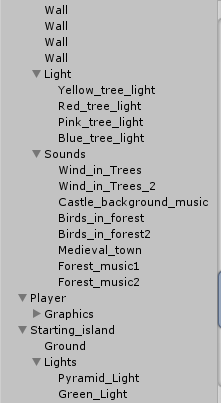 Wall
Wall
Wall
Wall
Light
Yellow_tree_light
Red_tree_light
Pink_tree_light
Blue_tree_light
Sounds
Wind_in_Trees
Wind_in_Trees_2
Castle_background_music
Birds_in_forest
Birds_in_forest2
Medieval_town
Forest_music1
Forest_music2
Player
Graphics
Starting_island
Ground
Lights
Pyramid_Light
Green_Light